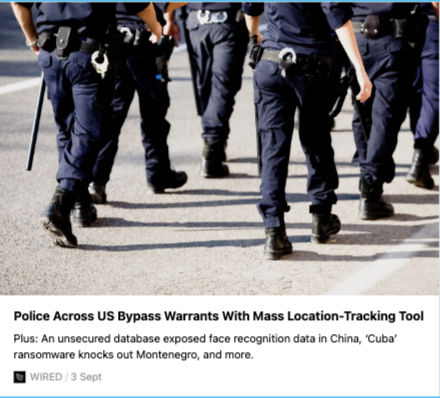 Police Across US Bypass Warrants With Mass Location-Tracking Tool
Plus: An unsecured database exposed face recognition data in China, 'Cuba'
ransomware knocks out Montenegro, and more.
WIRED / 3 Sept